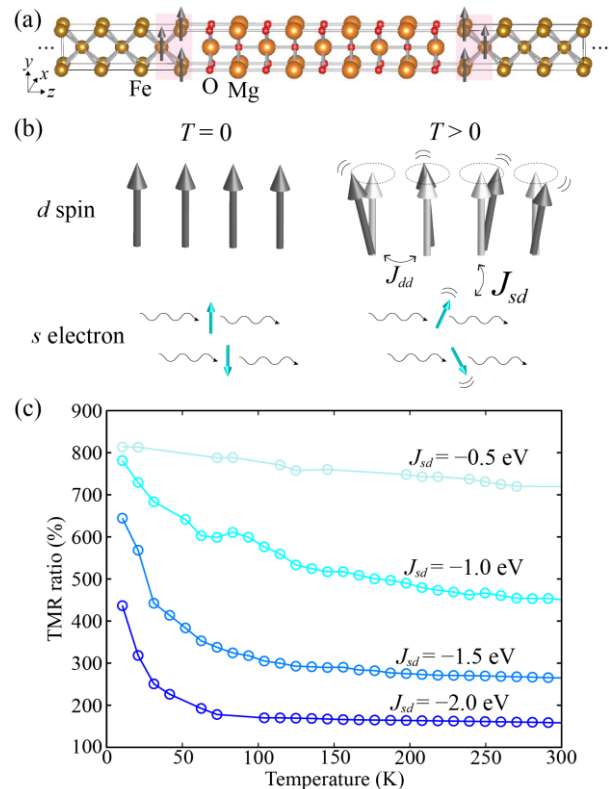 (a)
... ...
y x z
Fe O Mg
(b)
T = 0 T > 0
d spin
J_dd J_sd
s electron
(c)
TMR ratio (%)
900
800
700
600
500
400
300
200
100
J_sd = −0.5 eV
J_sd = −1.0 eV
J_sd = −1.5 eV
J_sd = −2.0 eV
0 50 100 150 200 250 300
Temperature (K)